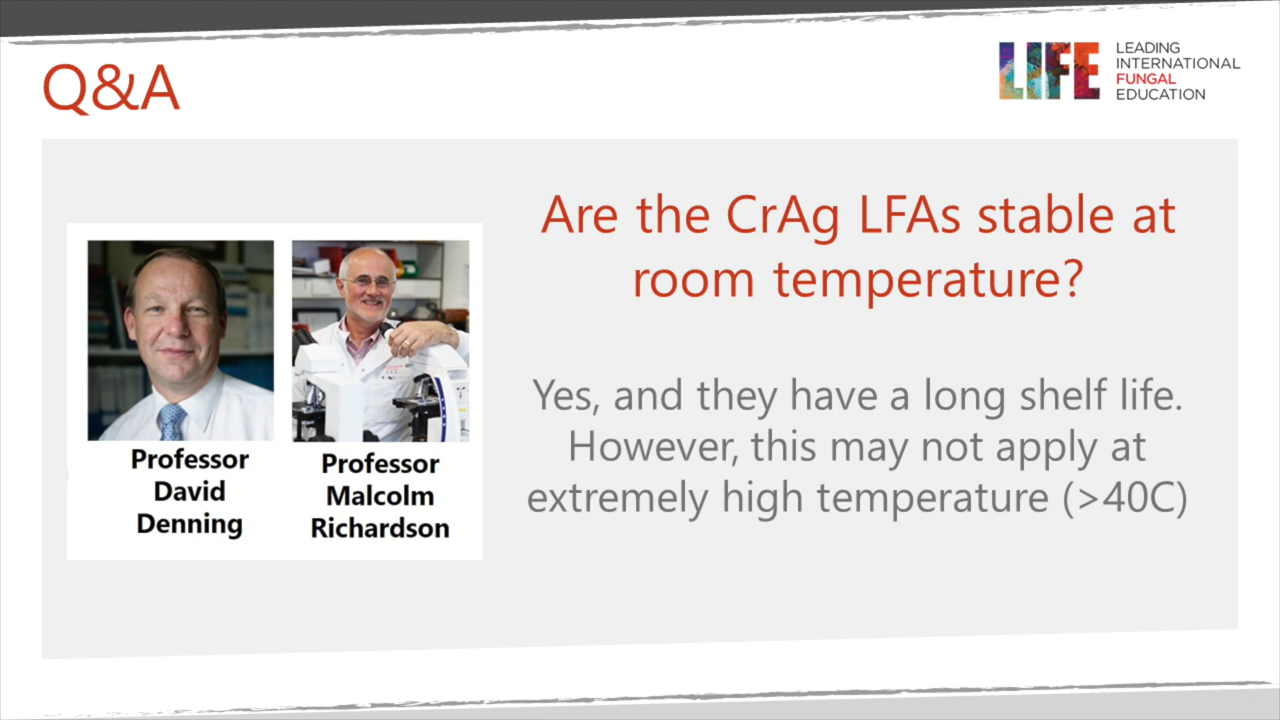 Q&A
LIFE
LEADING
INTERNATIONAL
FUNGAL
EDUCATION
Professor
David
Denning
Professor
Malcolm
Richardson
Are the CrAg LFAs stable at
room temperature?
Yes, and they have a long shelf life.
However, this may not apply at
extremely high temperature (>40C)